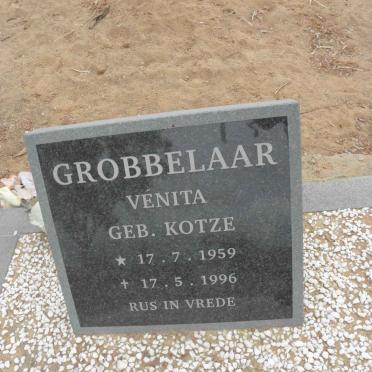 GROBBELAAR
VENITA
GEB. KOTZE
★ 17.7.1959
✝ 17.5.1996
RUS IN VREDE